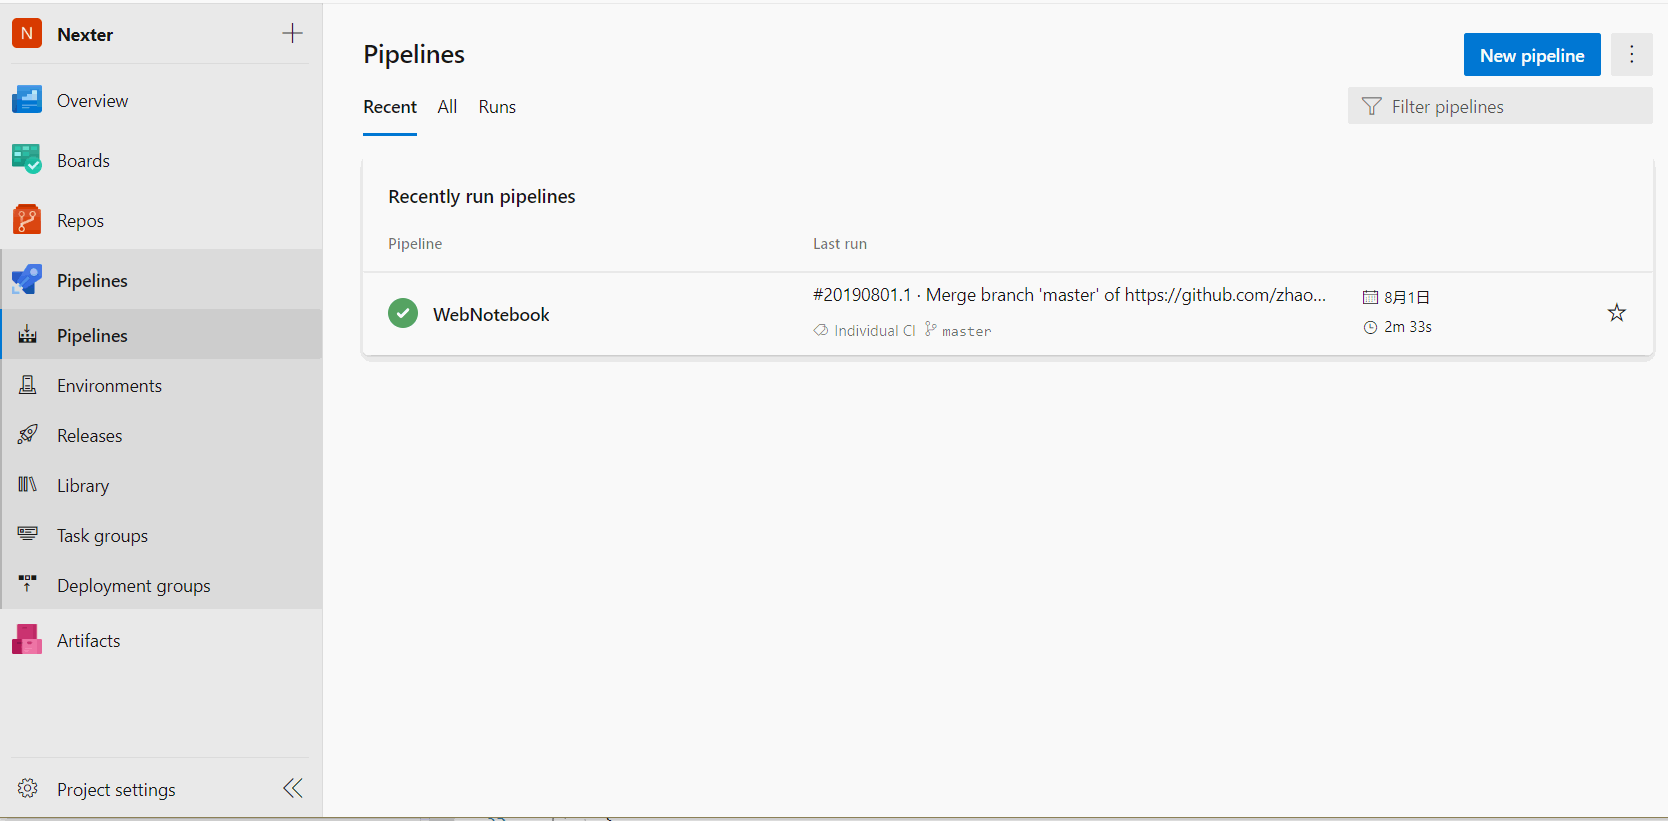 N Nexter
Overview
Boards
Repos
Pipelines
Pipelines
Environments
Releases
Library
Task groups
Deployment groups
Artifacts
Project settings
Pipelines
New pipeline
Recent All Runs
Filter pipelines
Recently run pipelines
Pipeline Last run
WebNotebook
#20190801.1 · Merge branch 'master' of https://github.com/zhao...
Individual CI master
8月1日
2m 33s